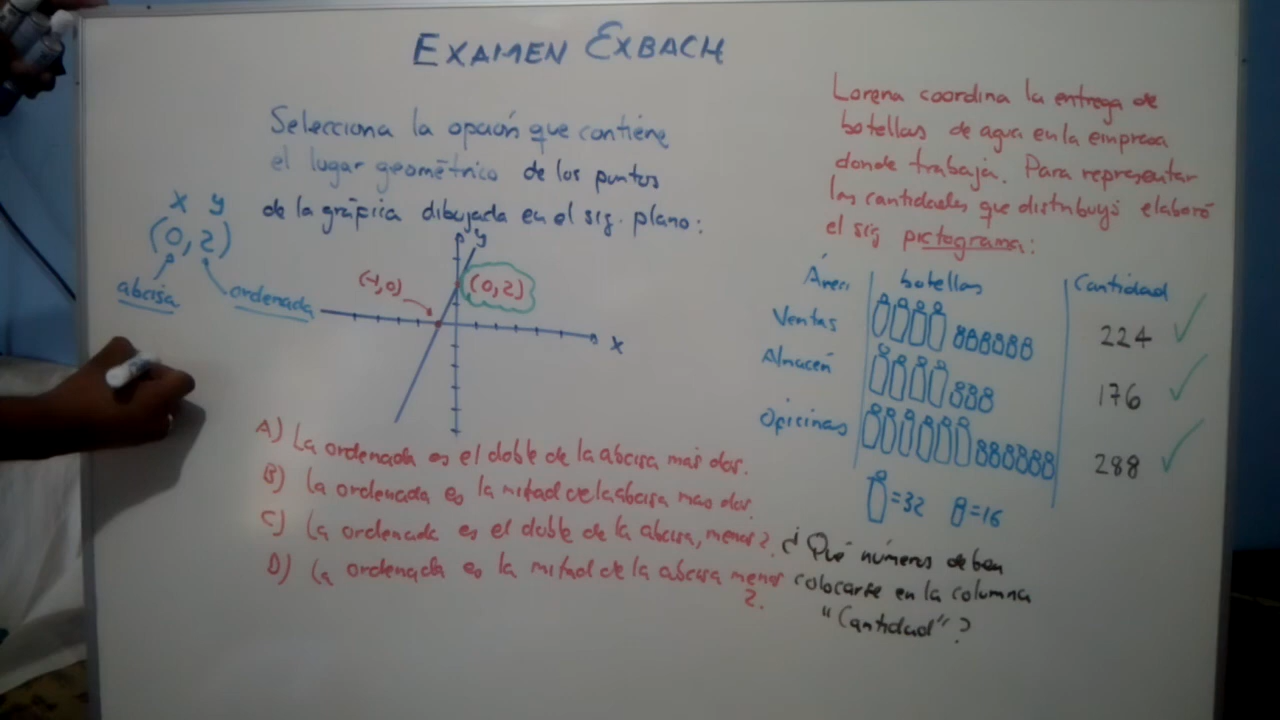 EXAMEN EXBACH
Selecciona la opción que contiene
el lugar geométrico de los puntos
de la gráfica dibujada en el sig. plano:
x y
(0,2)
abcisa
ordenada
y
(-1,0)
(0,2)
x
A) La ordenada es el doble de la abcisa mas dos.
B) la ordenada es la mitad de la abcisa mas dos.
C) la ordenada es el doble de la abcisa, menos 2.
D) la ordenada es la mitad de la abcisa menos
2.
Lorena coordina la entrega de
botellas de agua en la empresa
donde trabaja. Para representar
las cantidades que distribuyó elaboró
el sig pictograma:
Área botellas Cantidad
Ventas 224
Almacén 176
Oficinas 288
=32 =16
¿Qué números deben
colocarse en la columna
"Cantidad"?